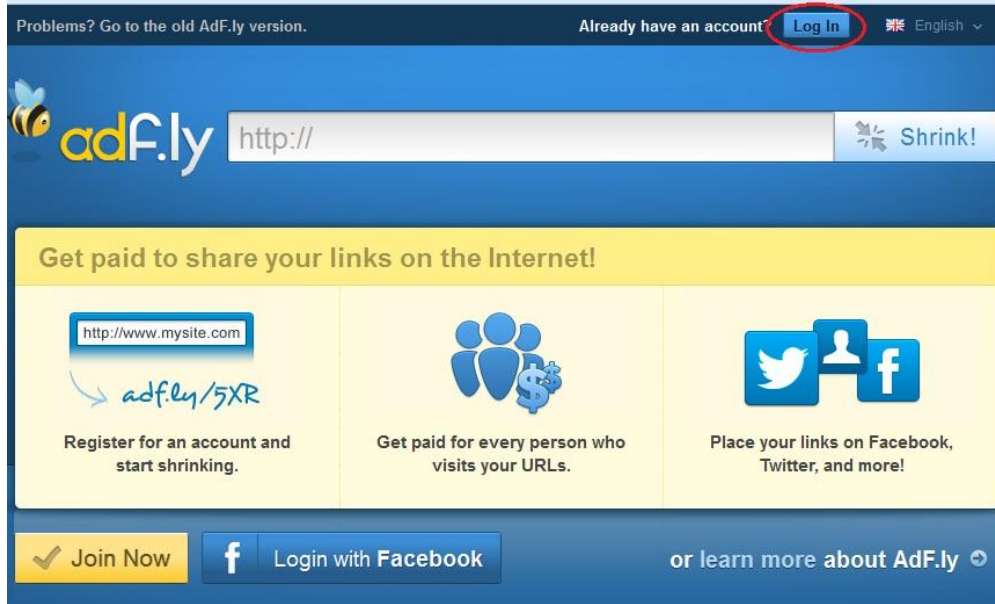 Problems? Go to the old AdF.ly version.
Already have an account? Log In English
adf.ly http:// Shrink!
Get paid to share your links on the Internet!
http://www.mysite.com
adf.ly/5XR
Register for an account and
start shrinking.
Get paid for every person who
visits your URLs.
Place your links on Facebook,
Twitter, and more!
Join Now
f Login with Facebook
or learn more about AdF.ly